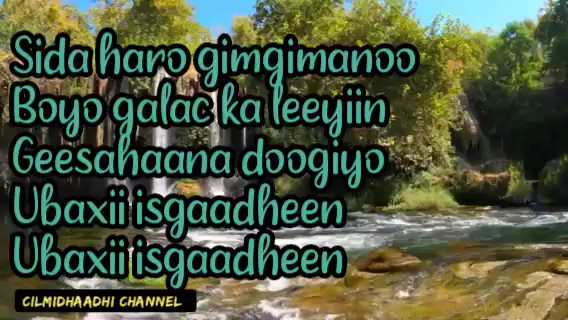 Sida haro gimgimanoo
Boyo galac ka leeyiin
Geesahaana doogiyo
Ubaxii isgaadheen
Ubaxii isgaadheen
CILMIDHAADHI CHANNEL